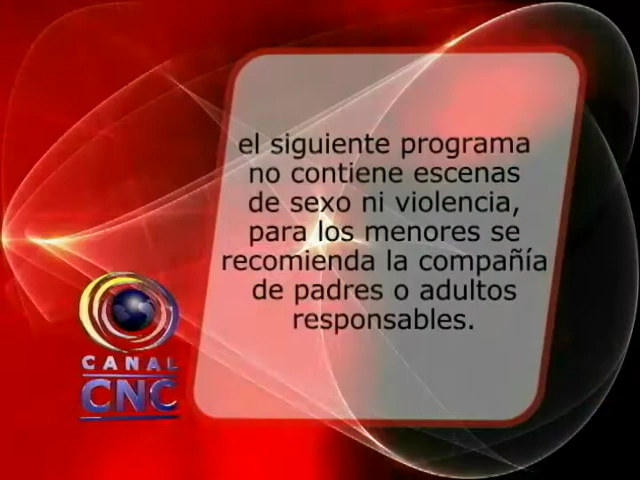 el siguiente programa
no contiene escenas
de sexo ni violencia,
para los menores se
recomienda la compañía
de padres o adultos
responsables.
CANAL
CNC